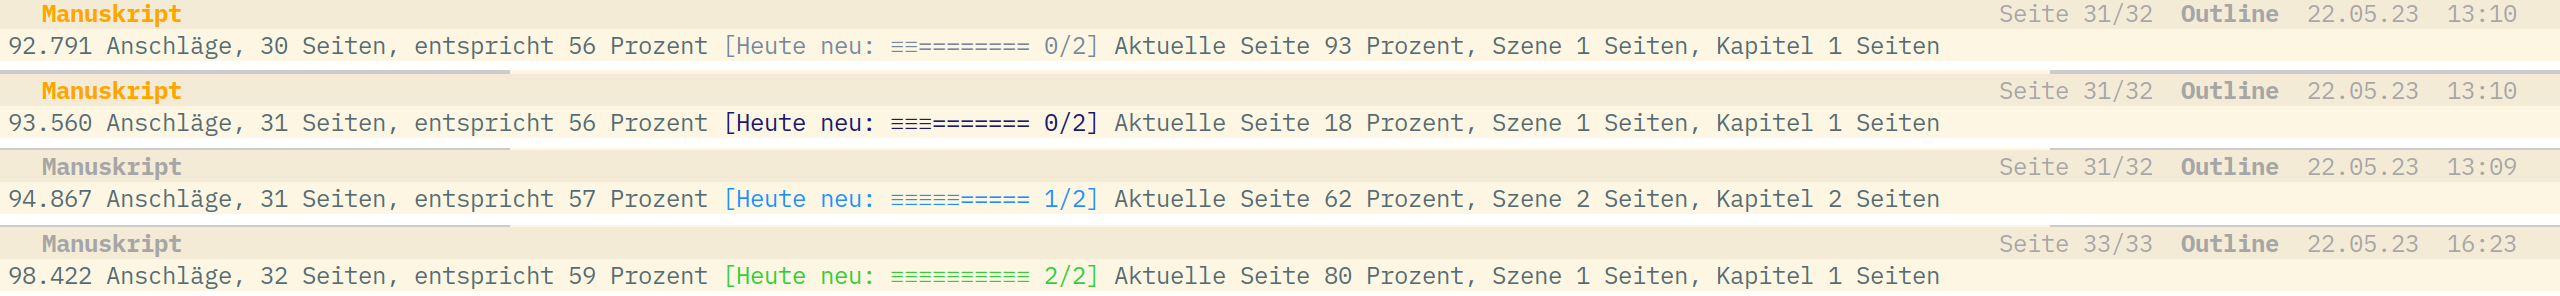 Manuskript Seite 31/32 Outline 22.05.23 13:10
92.791 Anschläge, 30 Seiten, entspricht 56 Prozent [Heute neu: ≡≡======== 0/2] Aktuelle Seite 93 Prozent, Szene 1 Seiten, Kapitel 1 Seiten
Manuskript Seite 31/32 Outline 22.05.23 13:10
93.560 Anschläge, 31 Seiten, entspricht 56 Prozent [Heute neu: ≡≡≡======= 0/2] Aktuelle Seite 18 Prozent, Szene 1 Seiten, Kapitel 1 Seiten
Manuskript Seite 31/32 Outline 22.05.23 13:09
94.867 Anschläge, 31 Seiten, entspricht 57 Prozent [Heute neu: ≡≡≡≡≡===== 1/2] Aktuelle Seite 62 Prozent, Szene 2 Seiten, Kapitel 2 Seiten
Manuskript Seite 33/33 Outline 22.05.23 16:23
98.422 Anschläge, 32 Seiten, entspricht 59 Prozent [Heute neu: ≡≡≡≡≡≡≡≡≡≡ 2/2] Aktuelle Seite 80 Prozent, Szene 1 Seiten, Kapitel 1 Seiten